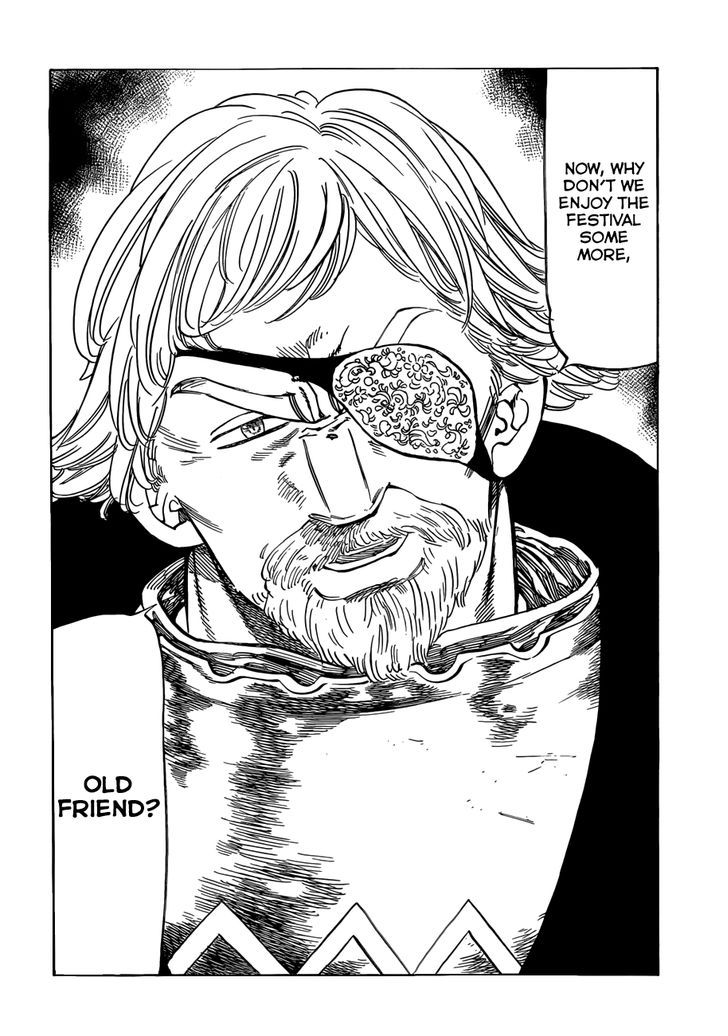 NOW, WHY
DON'T WE
ENJOY THE
FESTIVAL
SOME
MORE,
OLD
FRIEND?